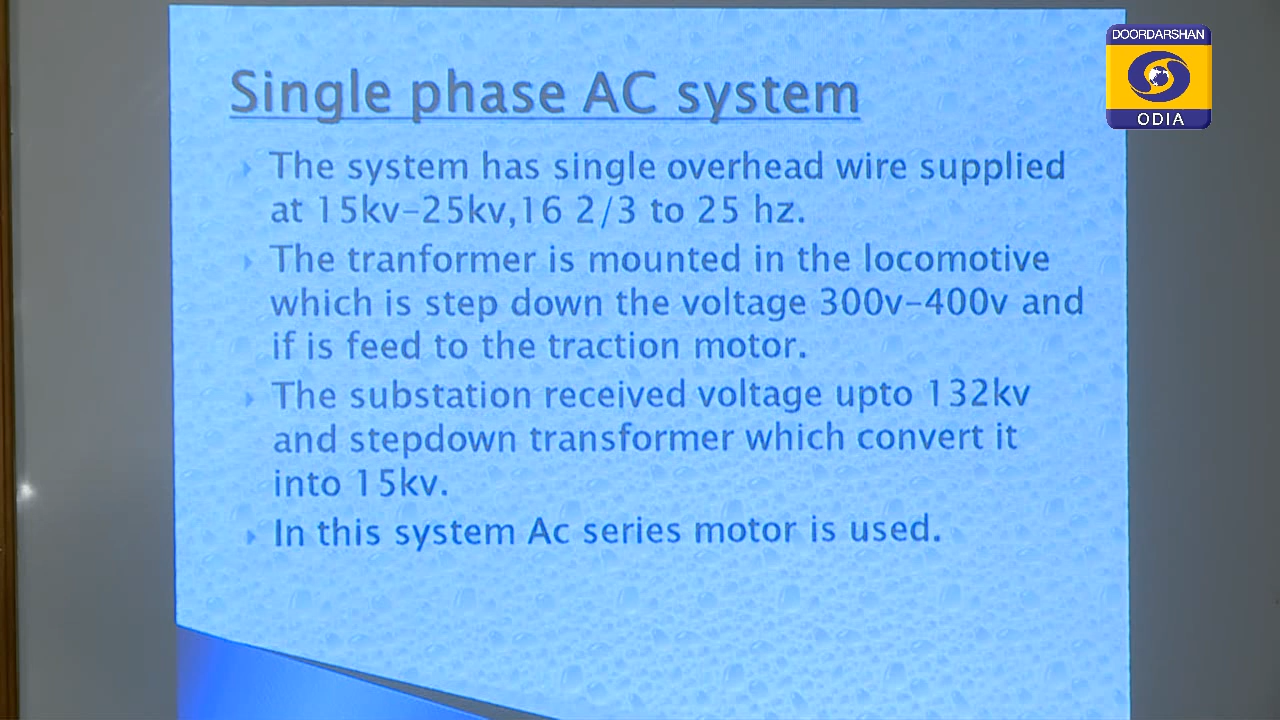 DOORDARSHAN
ODIA
Single phase AC system
The system has single overhead wire supplied
at 15kv-25kv,16 2/3 to 25 hz.
The tranformer is mounted in the locomotive
which is step down the voltage 300v-400v and
if is feed to the traction motor.
The substation received voltage upto 132kv
and stepdown transformer which convert it
into 15kv.
In this system Ac series motor is used.